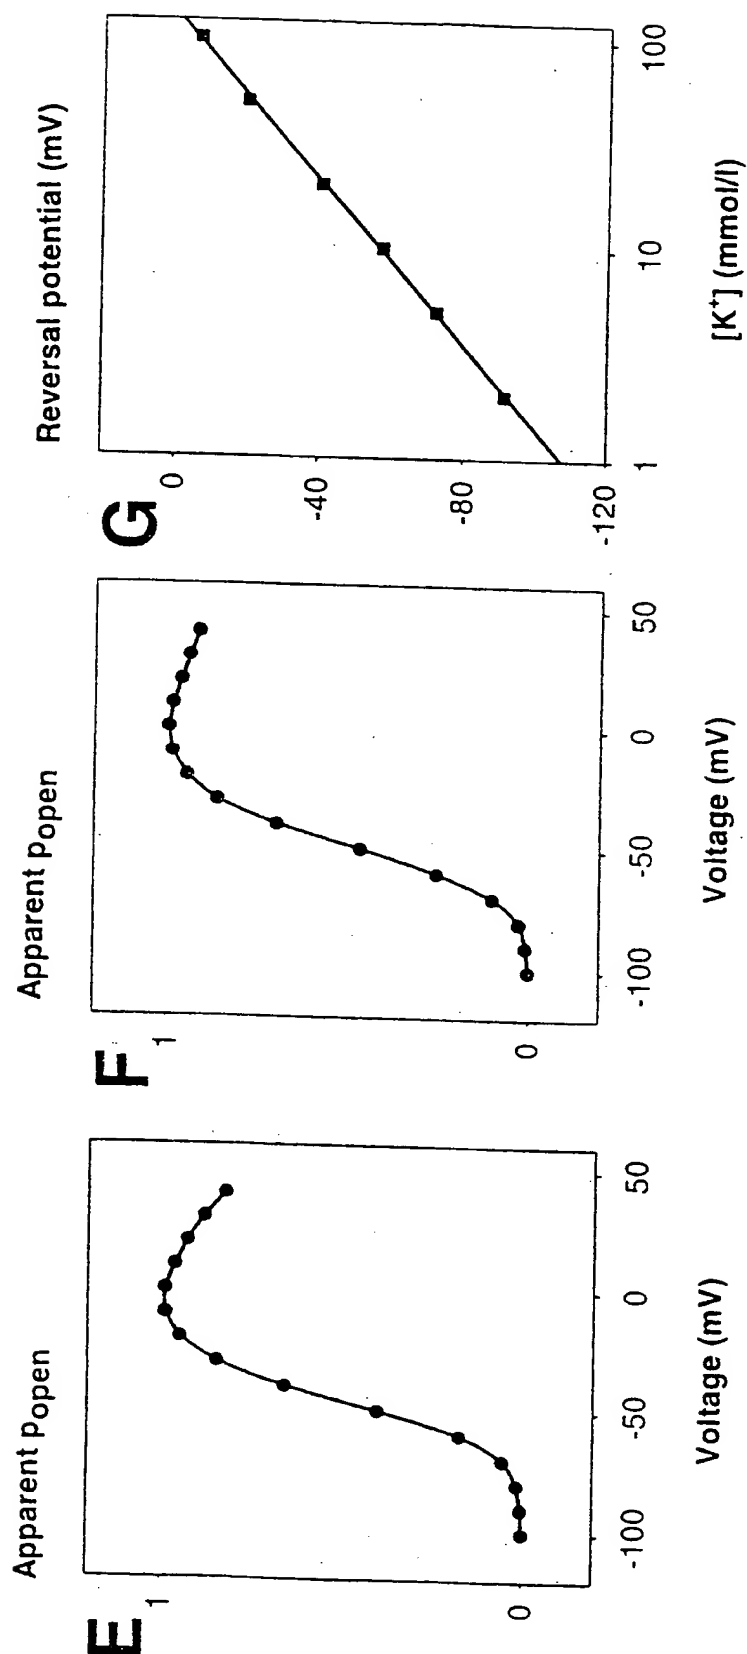 E
Apparent popen
1
0
-100
-50
0
50
Voltage (mV)
F
Apparent popen
1
0
-100
-50
0
50
Voltage (mV)
G
Reversal potential (mV)
0
-40
-80
-120
1
10
100
[K+] (mmol/l)